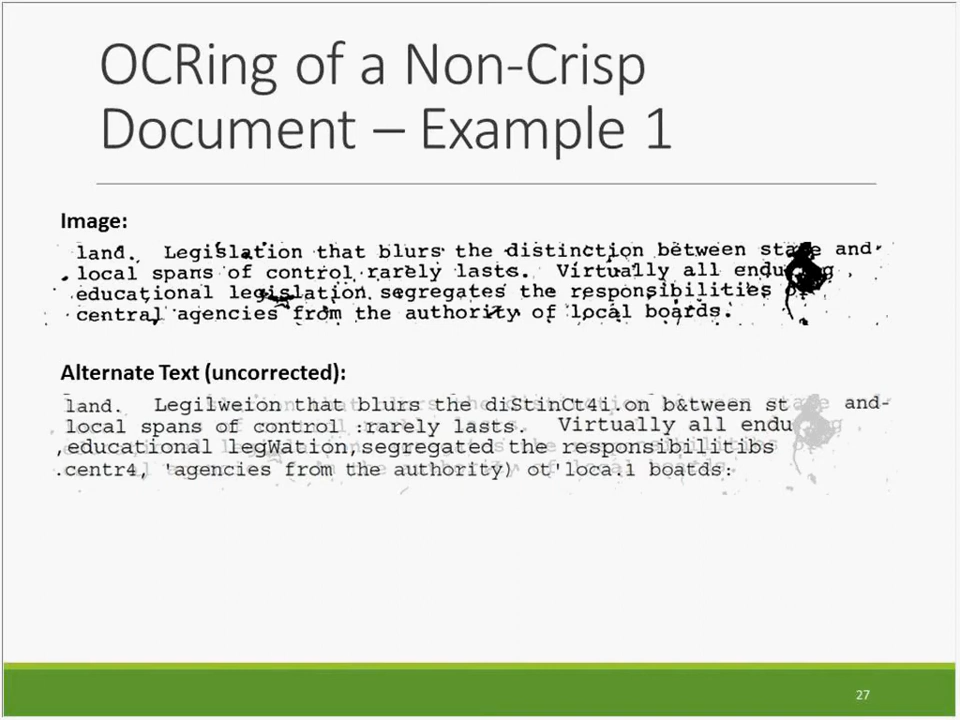 OCRing of a Non-Crisp
Document – Example 1
Image:
land. Legislation that blurs the distinction between state and
local spans of control rarely lasts. Virtually all enduring
educational legislation segregates the responsibilities of
central agencies from the authority of local boards.
Alternate Text (uncorrected):
land. Legilweion that blurs the diStinCt4i.on b&tween st and-
local spans of control :rarely lasts. Virtually all endu
,educational legWation,segregated the responsibilitibs
.centr4, 'agencies from the authority) ot'loca.i boatds:
27